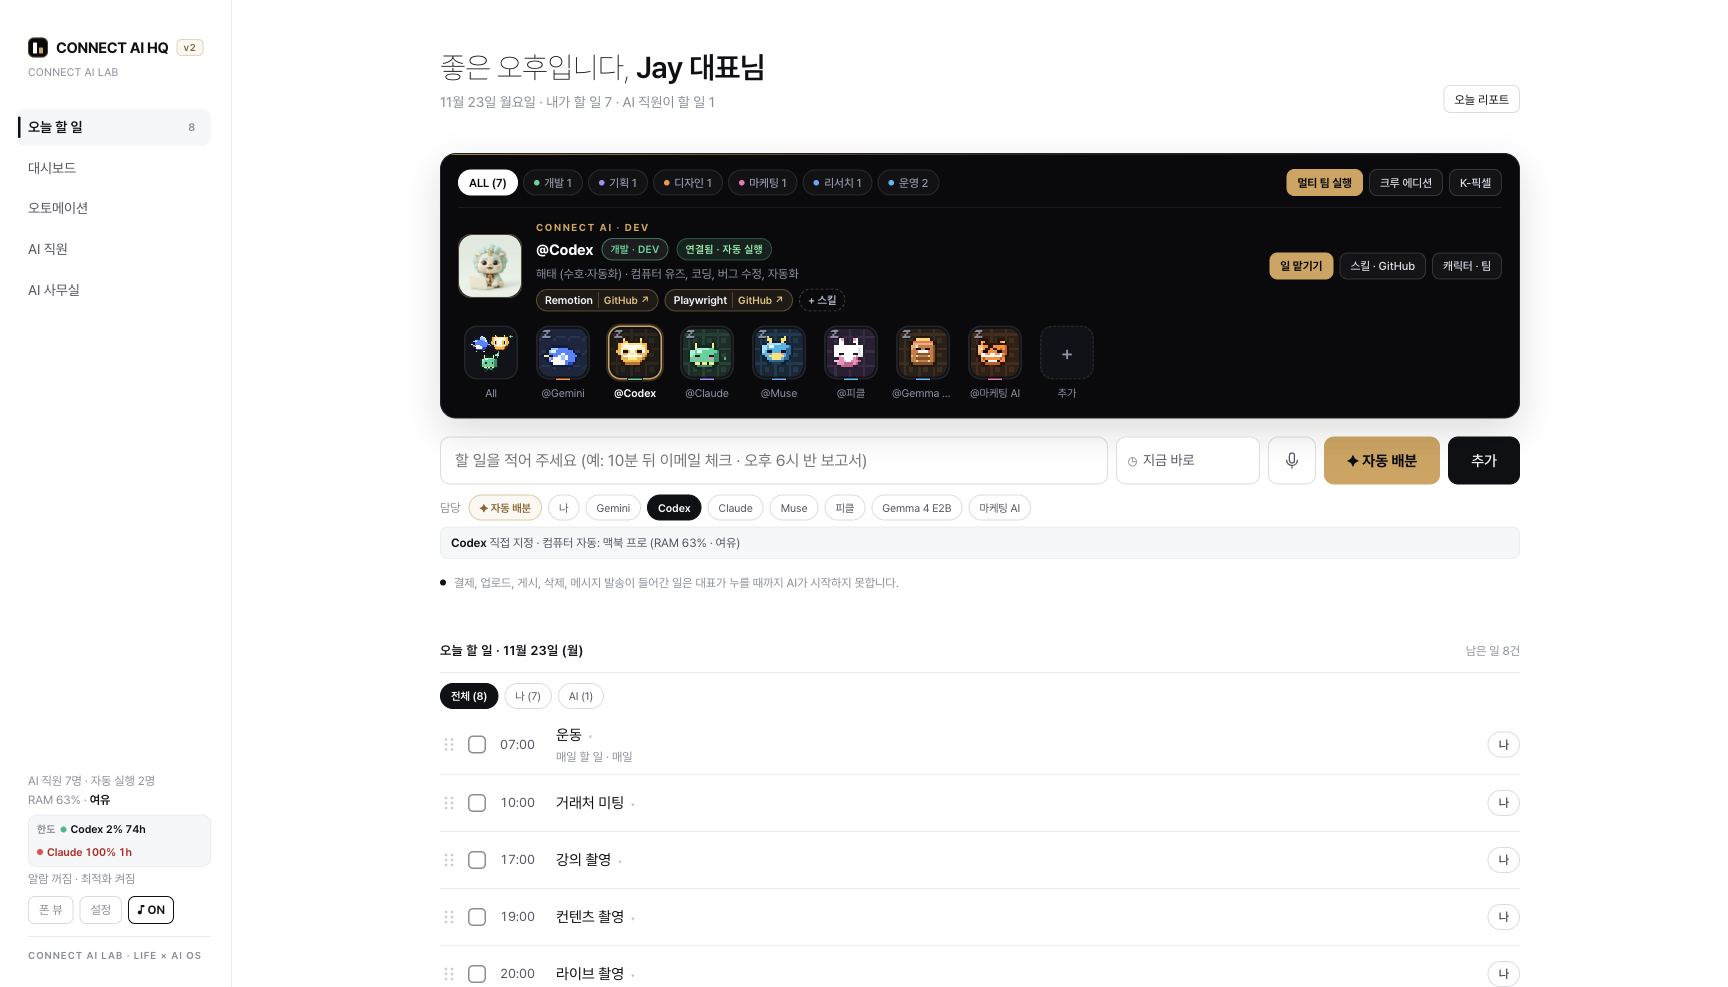 CONNECT AI HQ v2
CONNECT AI LAB
오늘 할 일 8
대시보드
오토메이션
AI 직원
AI 사무실
AI 직원 7명 · 자동 실행 2명
RAM 63% · 여유
한도 Codex 2% 74h
Claude 100% 1h
알람 꺼짐 · 최적화 켜짐
폰 뷰 설정 ♪ ON
CONNECT AI LAB · LIFE × AI OS
좋은 오후입니다, Jay 대표님
11월 23일 월요일 · 내가 할 일 7 · AI 직원이 할 일 1
오늘 리포트
ALL (7) 개발 1 기획 1 디자인 1 마케팅 1 리서치 1 운영 2 멀티 팀 실행 크루 에디션 K-픽셀
CONNECT AI · DEV
@Codex 개발 · DEV 연결됨 · 자동 실행
해태 (수호·자동화) · 컴퓨터 유즈, 코딩, 버그 수정, 자동화
Remotion GitHub ↗ Playwright GitHub ↗ + 스킬
일 맡기기 스킬 · GitHub 캐릭터 · 팀
Z Z Z Z Z Z Z +
All @Gemini @Codex @Claude @Muse @피클 @Gemma ... @마케팅 AI 추가
할 일을 적어 주세요 (예: 10분 뒤 이메일 체크 · 오후 6시 반 보고서) 지금 바로 ✦ 자동 배분 추가
담당 ✦ 자동 배분 나 Gemini Codex Claude Muse 피클 Gemma 4 E2B 마케팅 AI
Codex 직접 지정 · 컴퓨터 자동: 맥북 프로 (RAM 63% · 여유)
결제, 업로드, 게시, 삭제, 메시지 발송이 들어간 일은 대표가 누를 때까지 AI가 시작하지 못합니다.
오늘 할 일 · 11월 23일 (월) 남은 일 8건
전체 (8) 나 (7) AI (1)
07:00 운동 나
매일 할 일 · 매일
10:00 거래처 미팅 나
17:00 강의 촬영 나
19:00 컨텐츠 촬영 나
20:00 라이브 촬영 나